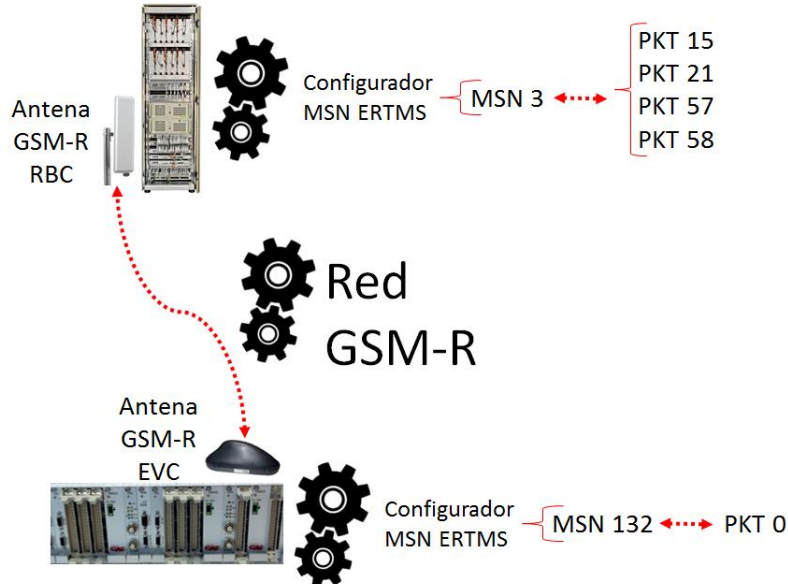 Antena
GSM-R
RBC
Configurador
MSN ERTMS
MSN 3
PKT 15
PKT 21
PKT 57
PKT 58
Red
GSM-R
Antena
GSM-R
EVC
Configurador
MSN ERTMS
MSN 132
PKT 0